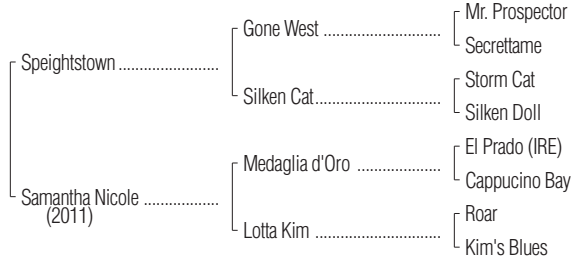 Mr. Prospector
Gone West ................................
Secrettame
Speightstown ...........................
Storm Cat
Silken Cat..................................
Silken Doll
El Prado (IRE)
Medaglia d'Oro ......................
Cappucino Bay
Samantha Nicole ....................
(2011)
Roar
Lotta Kim ..................................
Kim's Blues